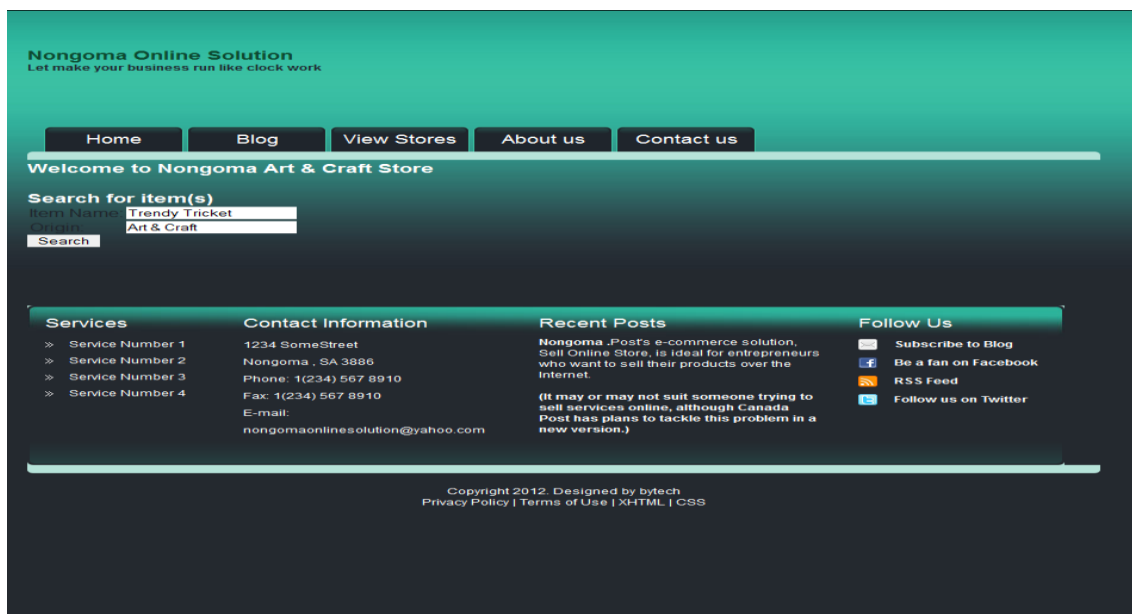 Nongoma Online Solution
Let make your business run like clock work
Home Blog View Stores About us Contact us
Welcome to Nongoma Art & Craft Store
Search for item(s)
Item Name: Trendy Tricket
Origin: Art & Craft
Search
Services
» Service Number 1
» Service Number 2
» Service Number 3
» Service Number 4
Contact Information
1234 SomeStreet
Nongoma , SA 3886
Phone: 1(234) 567 8910
Fax: 1(234) 567 8910
E-mail:
nongomaonlinesolution@yahoo.com
Recent Posts
Nongoma .Post's e-commerce solution,
Sell Online Store, is ideal for entrepreneurs
who want to sell their products over the
Internet.
(It may or may not suit someone trying to
sell services online, although Canada
Post has plans to tackle this problem in a
new version.)
Follow Us
Subscribe to Blog
Be a fan on Facebook
RSS Feed
Follow us on Twitter
Copyright 2012. Designed by bytech
Privacy Policy | Terms of Use | XHTML | CSS